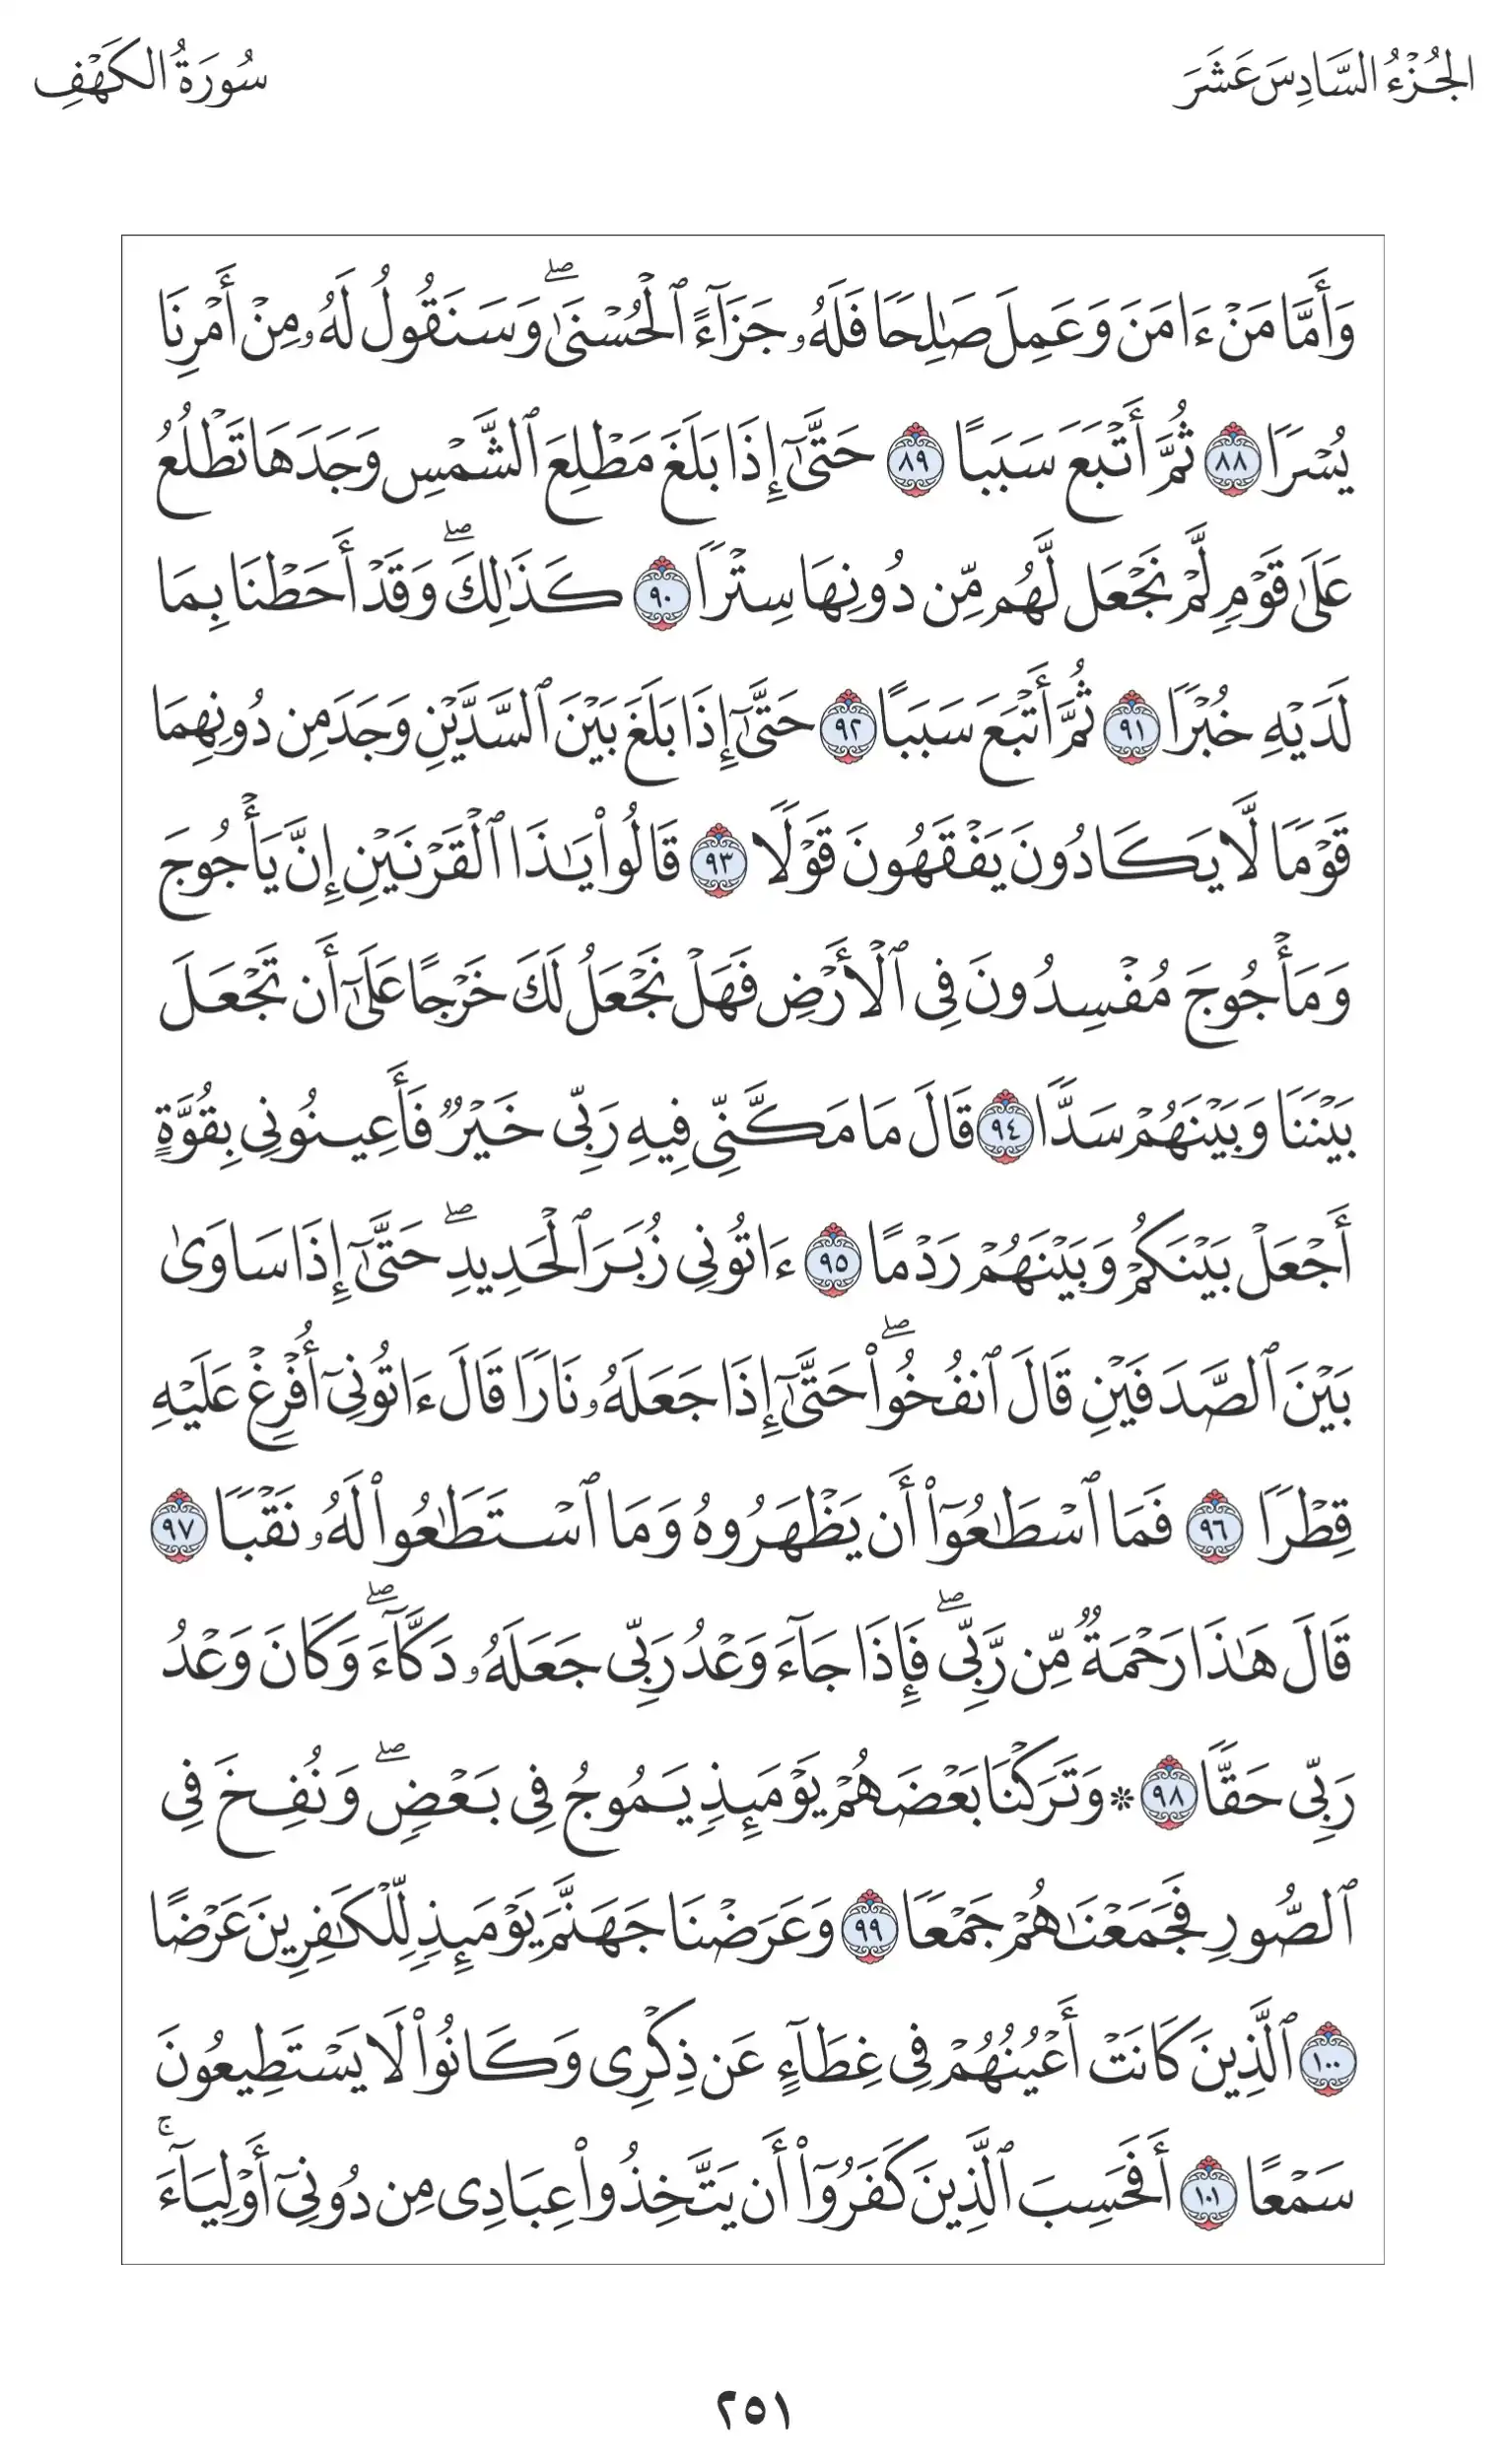 الجُزْءُ السَّادِسَ عَشَرَ
سُورَةُ الكَهْفِ
وَأَمَّا مَنْ ءَامَنَ وَعَمِلَ صَٰلِحًا فَلَهُۥ جَزَآءً ٱلْحُسْنَىٰۖ وَسَنَقُولُ لَهُۥ مِنْ أَمْرِنَا
يُسْرًا ٨٨ ثُمَّ أَتْبَعَ سَبَبًا ٨٩ حَتَّىٰٓ إِذَا بَلَغَ مَطْلِعَ ٱلشَّمْسِ وَجَدَهَا تَطْلُعُ
عَلَىٰ قَوْمٍ لَّمْ نَجْعَل لَّهُم مِّن دُونِهَا سِتْرًا ٩٠ كَذَٰلِكَۖ وَقَدْ أَحَطْنَا بِمَا
لَدَيْهِ خُبْرًا ٩١ ثُمَّ أَتْبَعَ سَبَبًا ٩٢ حَتَّىٰٓ إِذَا بَلَغَ بَيْنَ ٱلسَّدَّيْنِ وَجَدَ مِن دُونِهِمَا
قَوْمًا لَّا يَكَادُونَ يَفْقَهُونَ قَوْلًا ٩٣ قَالُوا۟ يَٰذَا ٱلْقَرْنَيْنِ إِنَّ يَأْجُوجَ
وَمَأْجُوجَ مُفْسِدُونَ فِى ٱلْأَرْضِ فَهَلْ نَجْعَلُ لَكَ خَرْجًا عَلَىٰٓ أَن تَجْعَلَ
بَيْنَنَا وَبَيْنَهُمْ سَدًّا ٩٤ قَالَ مَا مَكَّنِّى فِيهِ رَبِّى خَيْرٌ فَأَعِينُونِى بِقُوَّةٍ
أَجْعَلْ بَيْنَكُمْ وَبَيْنَهُمْ رَدْمًا ٩٥ ءَاتُونِى زُبَرَ ٱلْحَدِيدِۖ حَتَّىٰٓ إِذَا سَاوَىٰ
بَيْنَ ٱلصَّدَفَيْنِ قَالَ ٱنفُخُوا۟ۖ حَتَّىٰٓ إِذَا جَعَلَهُۥ نَارًا قَالَ ءَاتُونِىٓ أُفْرِغْ عَلَيْهِ
قِطْرًا ٩٦ فَمَا ٱسْطَٰعُوٓا۟ أَن يَظْهَرُوهُ وَمَا ٱسْتَطَٰعُوا۟ لَهُۥ نَقْبًا ٩٧
قَالَ هَٰذَا رَحْمَةٌ مِّن رَّبِّىۖ فَإِذَا جَآءَ وَعْدُ رَبِّى جَعَلَهُۥ دَكَّآءَۖ وَكَانَ وَعْدُ
رَبِّى حَقًّا ٩٨ * وَتَرَكْنَا بَعْضَهُمْ يَوْمَئِذٍ يَمُوجُ فِى بَعْضٍۖ وَنُفِخَ فِى
ٱلصُّورِ فَجَمَعْنَٰهُمْ جَمْعًا ٩٩ وَعَرَضْنَا جَهَنَّمَ يَوْمَئِذٍ لِّلْكَٰفِرِينَ عَرْضًا
١٠٠ ٱلَّذِينَ كَانَتْ أَعْيُنُهُمْ فِى غِطَآءٍ عَن ذِكْرِى وَكَانُوا۟ لَا يَسْتَطِيعُونَ
سَمْعًا ١٠١ أَفَحَسِبَ ٱلَّذِينَ كَفَرُوٓا۟ أَن يَتَّخِذُوا۟ عِبَادِى مِن دُونِىٓ أَوْلِيَآءَۚ
٢٥١